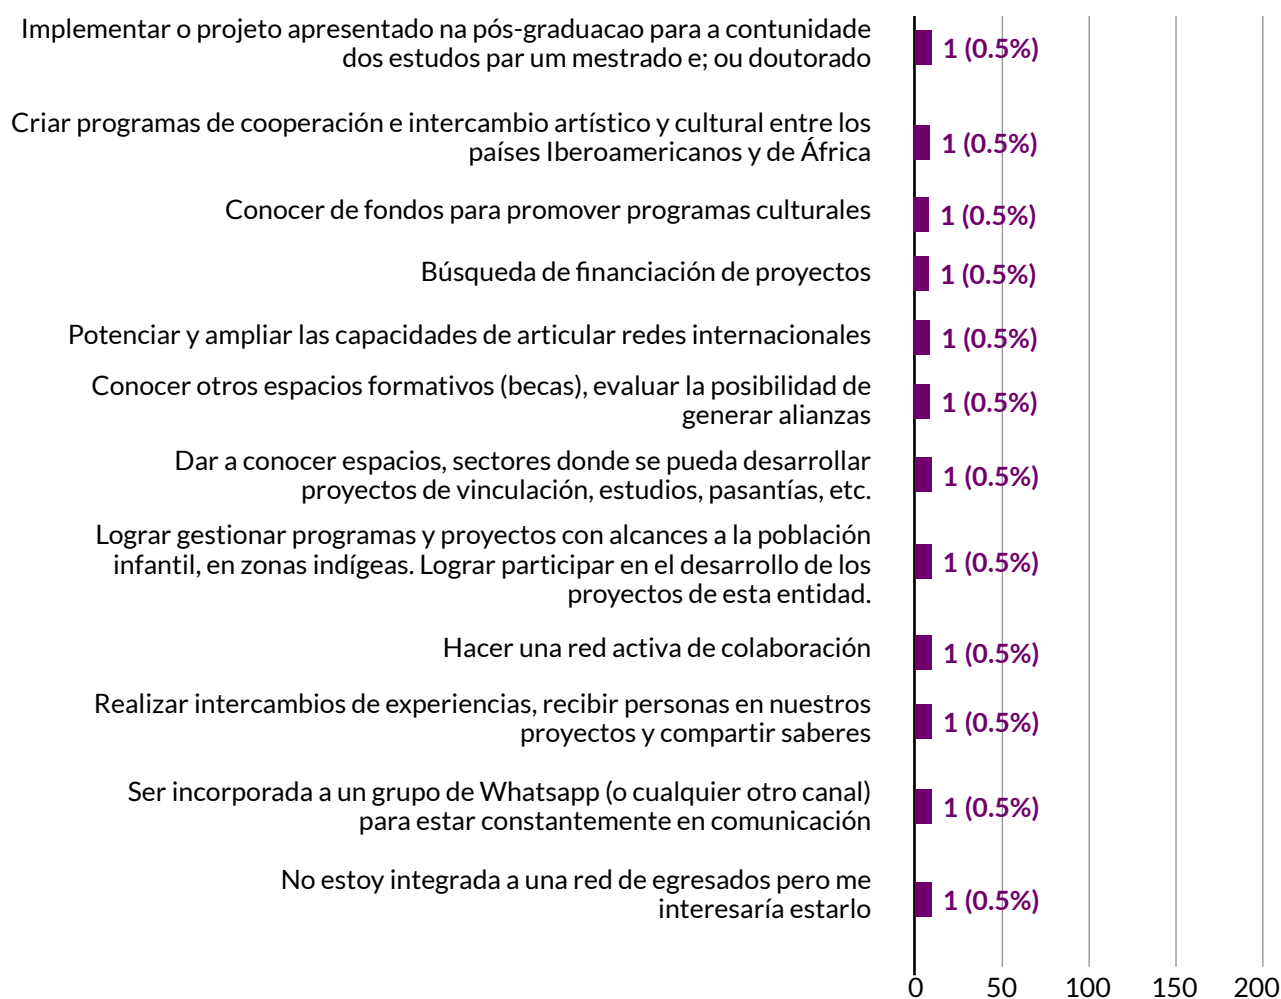 Implementar o projeto apresentado na pós-graduacao para a contunidade
dos estudos par um mestrado e; ou doutorado
1 (0.5%)
Criar programas de cooperación e intercambio artístico y cultural entre los
países Iberoamericanos y de África
1 (0.5%)
Conocer de fondos para promover programas culturales
1 (0.5%)
Búsqueda de financiación de proyectos
1 (0.5%)
Potenciar y ampliar las capacidades de articular redes internacionales
1 (0.5%)
Conocer otros espacios formativos (becas), evaluar la posibilidad de
generar alianzas
1 (0.5%)
Dar a conocer espacios, sectores donde se pueda desarrollar
proyectos de vinculación, estudios, pasantías, etc.
1 (0.5%)
Lograr gestionar programas y proyectos con alcances a la población
infantil, en zonas indígeas. Lograr participar en el desarrollo de los
proyectos de esta entidad.
1 (0.5%)
Hacer una red activa de colaboración
1 (0.5%)
Realizar intercambios de experiencias, recibir personas en nuestros
proyectos y compartir saberes
1 (0.5%)
Ser incorporada a un grupo de Whatsapp (o cualquier otro canal)
para estar constantemente en comunicación
1 (0.5%)
No estoy integrada a una red de egresados pero me
interesaría estarlo
1 (0.5%)
0 50 100 150 200